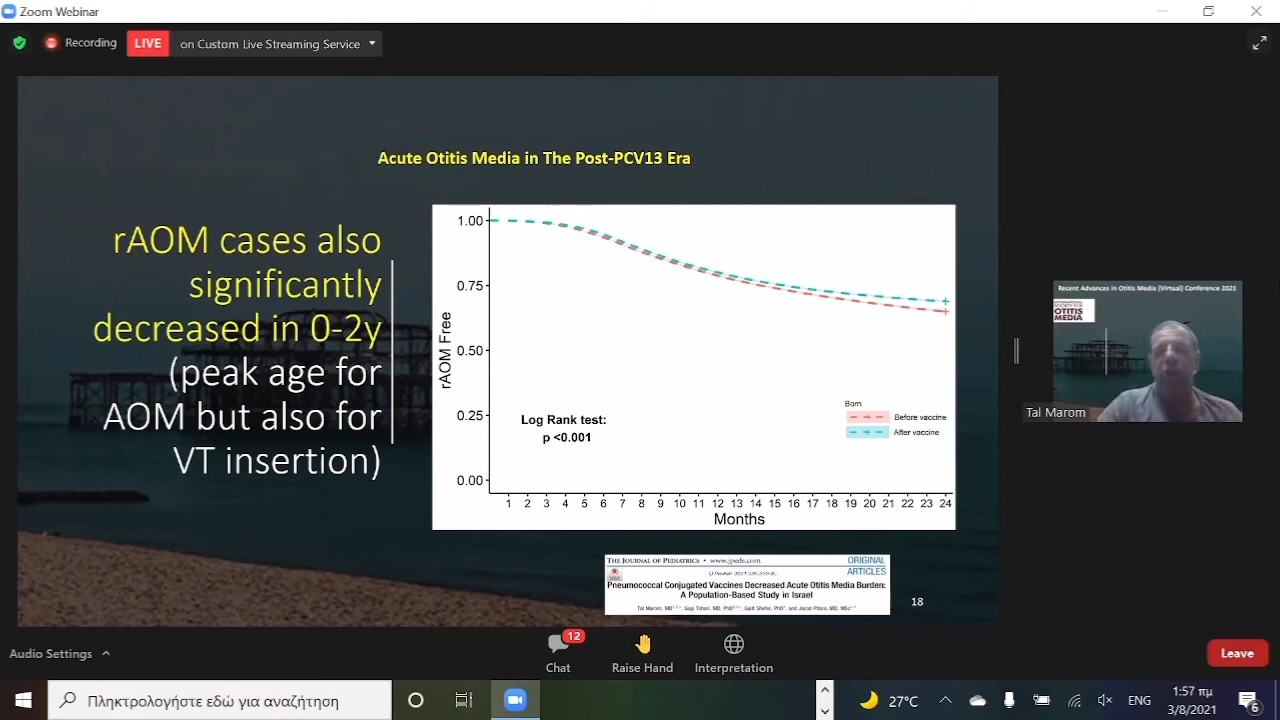 Zoom Webinar
Recording
LIVE
on Custom Live Streaming Service
Acute Otitis Media in The Post-PCV13 Era
rAOM cases also
significantly
decreased in 0-2y
(peak age for
AOM but also for
VT insertion)
rAOM Free
1.00
0.75
0.50
0.25
0.00
Log Rank test:
p <0.001
Born
Before vaccine
After vaccine
1 2 3 4 5 6 7 8 9 10 11 12 13 14 15 16 17 18 19 20 21 22 23 24
Months
THE JOURNAL OF PEDIATRICS • www.jpeds.com
ORIGINAL
ARTICLES
Pneumococcal Conjugated Vaccines Decreased Acute Otitis Media Burden:
A Population-Based Study in Israel
18
Recent Advances in Otitis Media (Virtual) Conference 2021
INTERNATIONAL
SOCIETY FOR
OTITIS
MEDIA
Tal Marom
Audio Settings
12
Chat
Raise Hand
Interpretation
Leave
Πληκτρολογήστε εδώ για αναζήτηση
27°C
ENG
1:57 πμ
3/8/2021
6